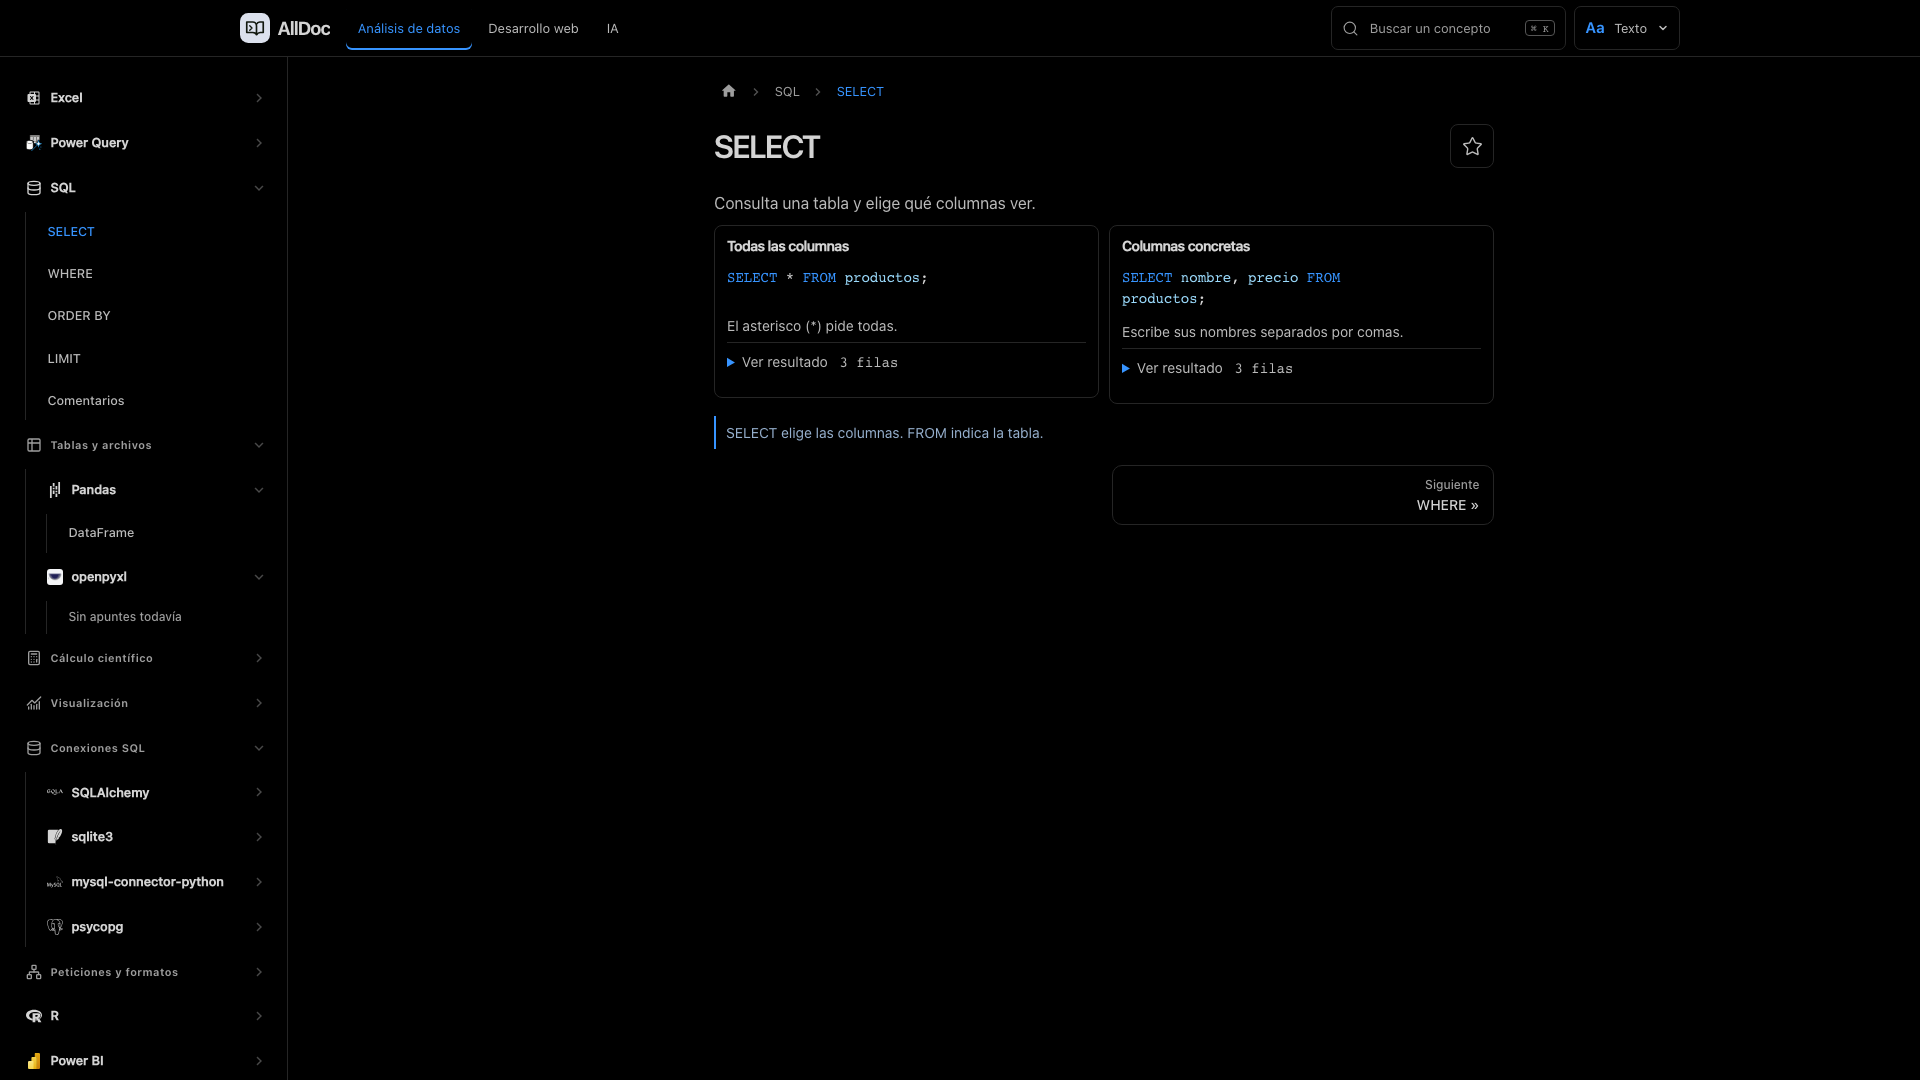 AllDoc
Análisis de datos
Desarrollo web
IA
Buscar un concepto
⌘ K
Aa Texto
Excel
Power Query
SQL
SELECT
WHERE
ORDER BY
LIMIT
Comentarios
Tablas y archivos
Pandas
DataFrame
openpyxl
Sin apuntes todavía
Cálculo científico
Visualización
Conexiones SQL
SQLAlchemy
sqlite3
mysql-connector-python
psycopg
Peticiones y formatos
R
Power BI
SQL
SELECT
SELECT
Consulta una tabla y elige qué columnas ver.
Todas las columnas
SELECT * FROM productos;
El asterisco (*) pide todas.
Ver resultado 3 filas
Columnas concretas
SELECT nombre, precio FROM
productos;
Escribe sus nombres separados por comas.
Ver resultado 3 filas
SELECT elige las columnas. FROM indica la tabla.
Siguiente
WHERE »